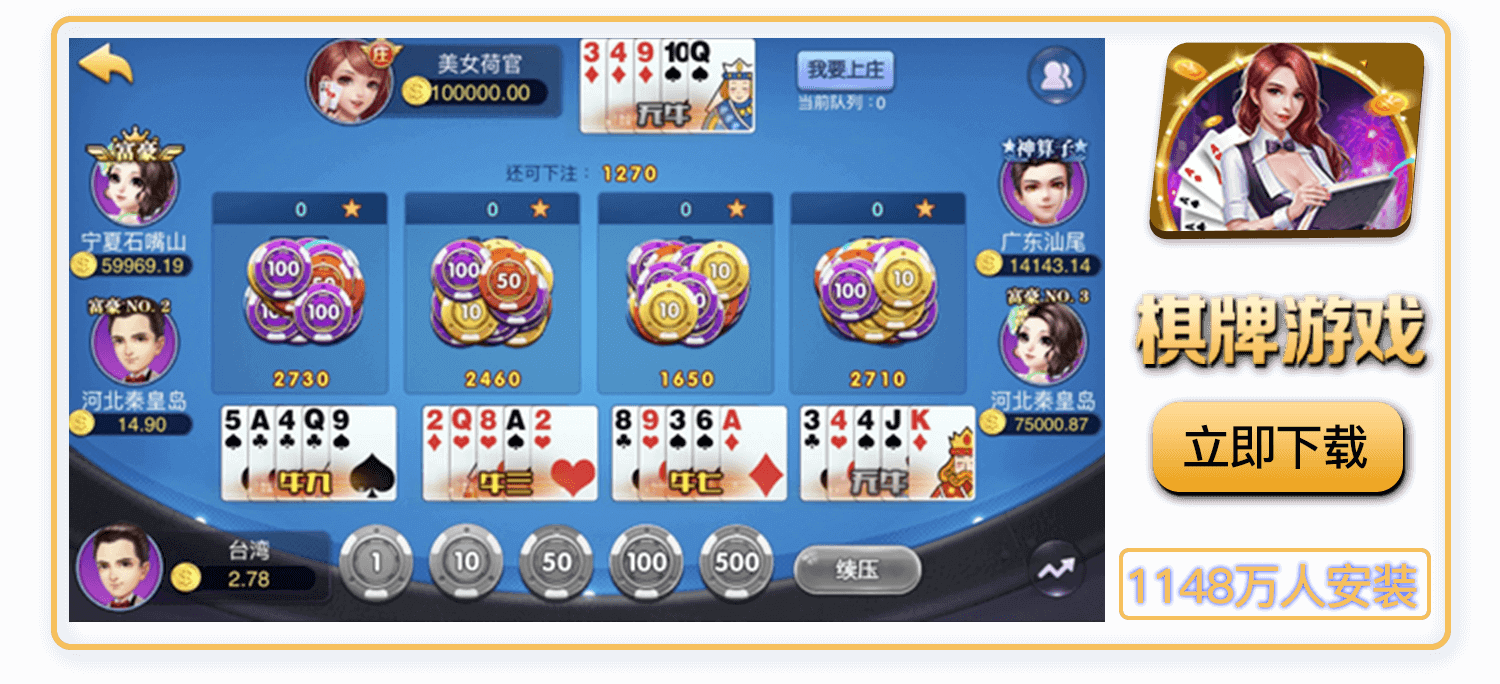 庄
美女荷官
100000.00
3 4 9 10 Q
无牛
我要上庄
当前队列:0
富豪
宁夏石嘴山
59969.19
神算子
广东汕尾
14143.14
还可下注: 1270
0 0 0 0
100 100
100 50 10
10 10
100 10
2730 2460 1650 2710
富豪 NO. 2
河北秦皇岛
14.90
富豪 NO. 3
河北秦皇岛
75000.87
5 A 4 Q 9
牛九
2 Q 8 A 2
牛三
8 9 3 6 A
牛七
3 4 4 J K
无牛
台湾
2.78
1 10 50 100 500
续压
棋牌游戏
立即下载
1148万人安装